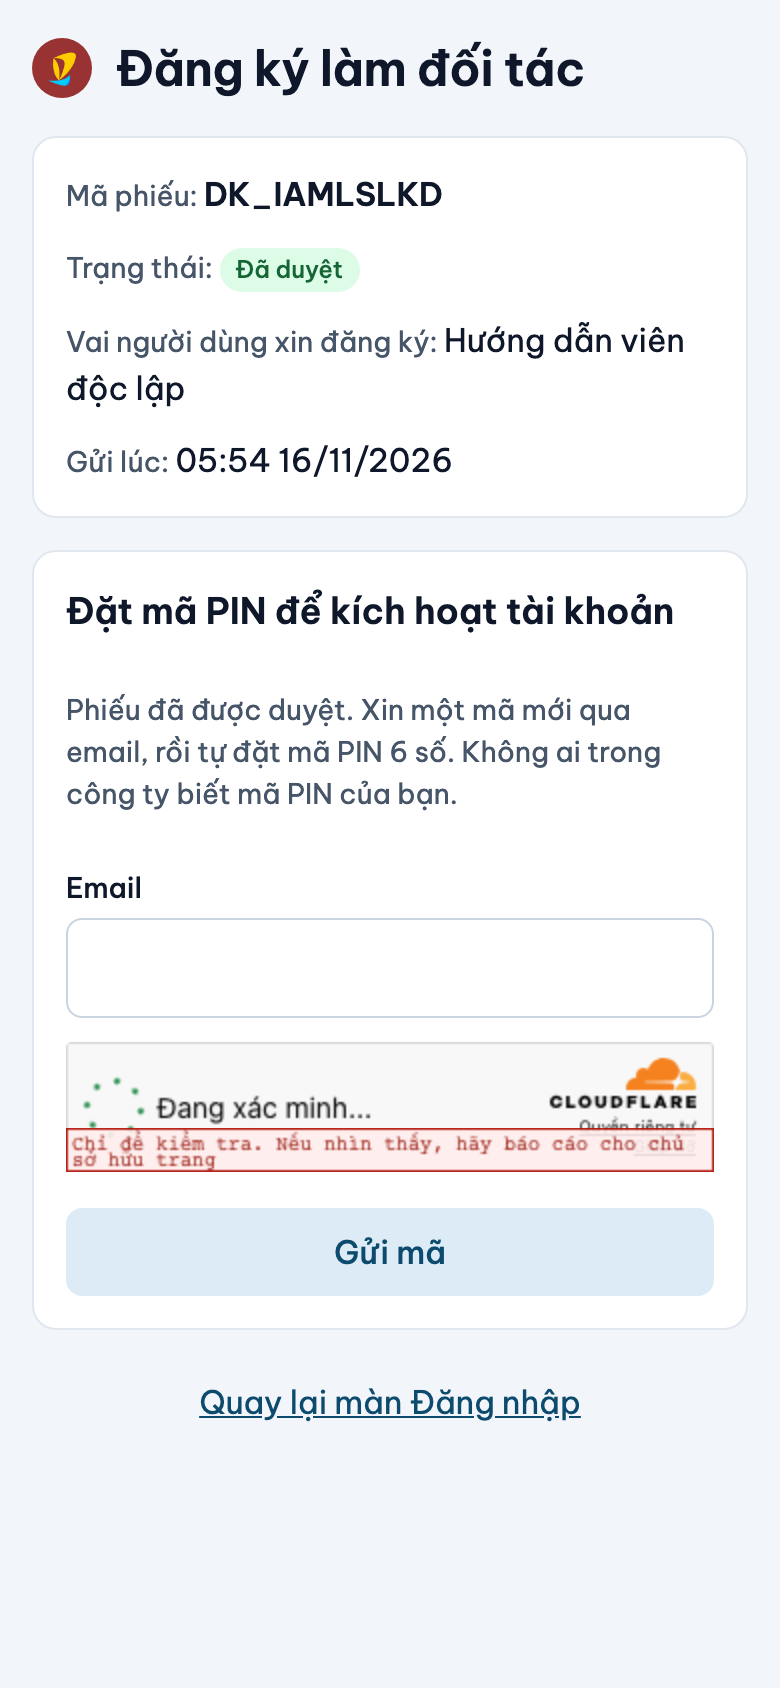 Đăng ký làm đối tác
Mã phiếu: DK_IAMLSLKD
Trạng thái: Đã duyệt
Vai người dùng xin đăng ký: Hướng dẫn viên
độc lập
Gửi lúc: 05:54 16/11/2026
Đặt mã PIN để kích hoạt tài khoản
Phiếu đã được duyệt. Xin một mã mới qua
email, rồi tự đặt mã PIN 6 số. Không ai trong
công ty biết mã PIN của bạn.
Email
Đang xác minh...
CLOUDFLARE
Quyền riêng tư
Chỉ để kiểm tra. Nếu nhìn thấy, hãy báo cáo cho chủ
sở hữu trang
Gửi mã
Quay lại màn Đăng nhập